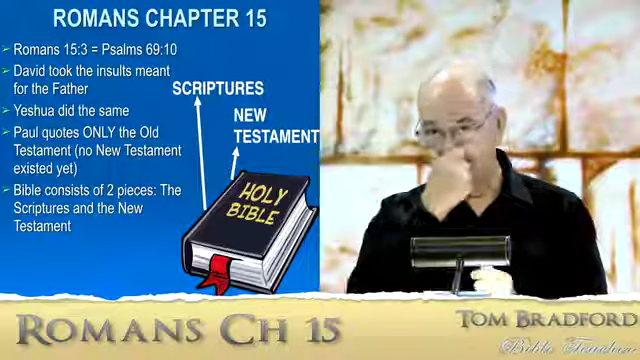 ROMANS CHAPTER 15
Romans 15:3 = Psalms 69:10
David took the insults meant
for the Father
Yeshua did the same
Paul quotes ONLY the Old
Testament (no New Testament
existed yet)
Bible consists of 2 pieces: The
Scriptures and the New
Testament
SCRIPTURES
NEW
TESTAMENT
HOLY
BIBLE
ROMANS CH 15
TOM BRADFORD
Bible Teacher